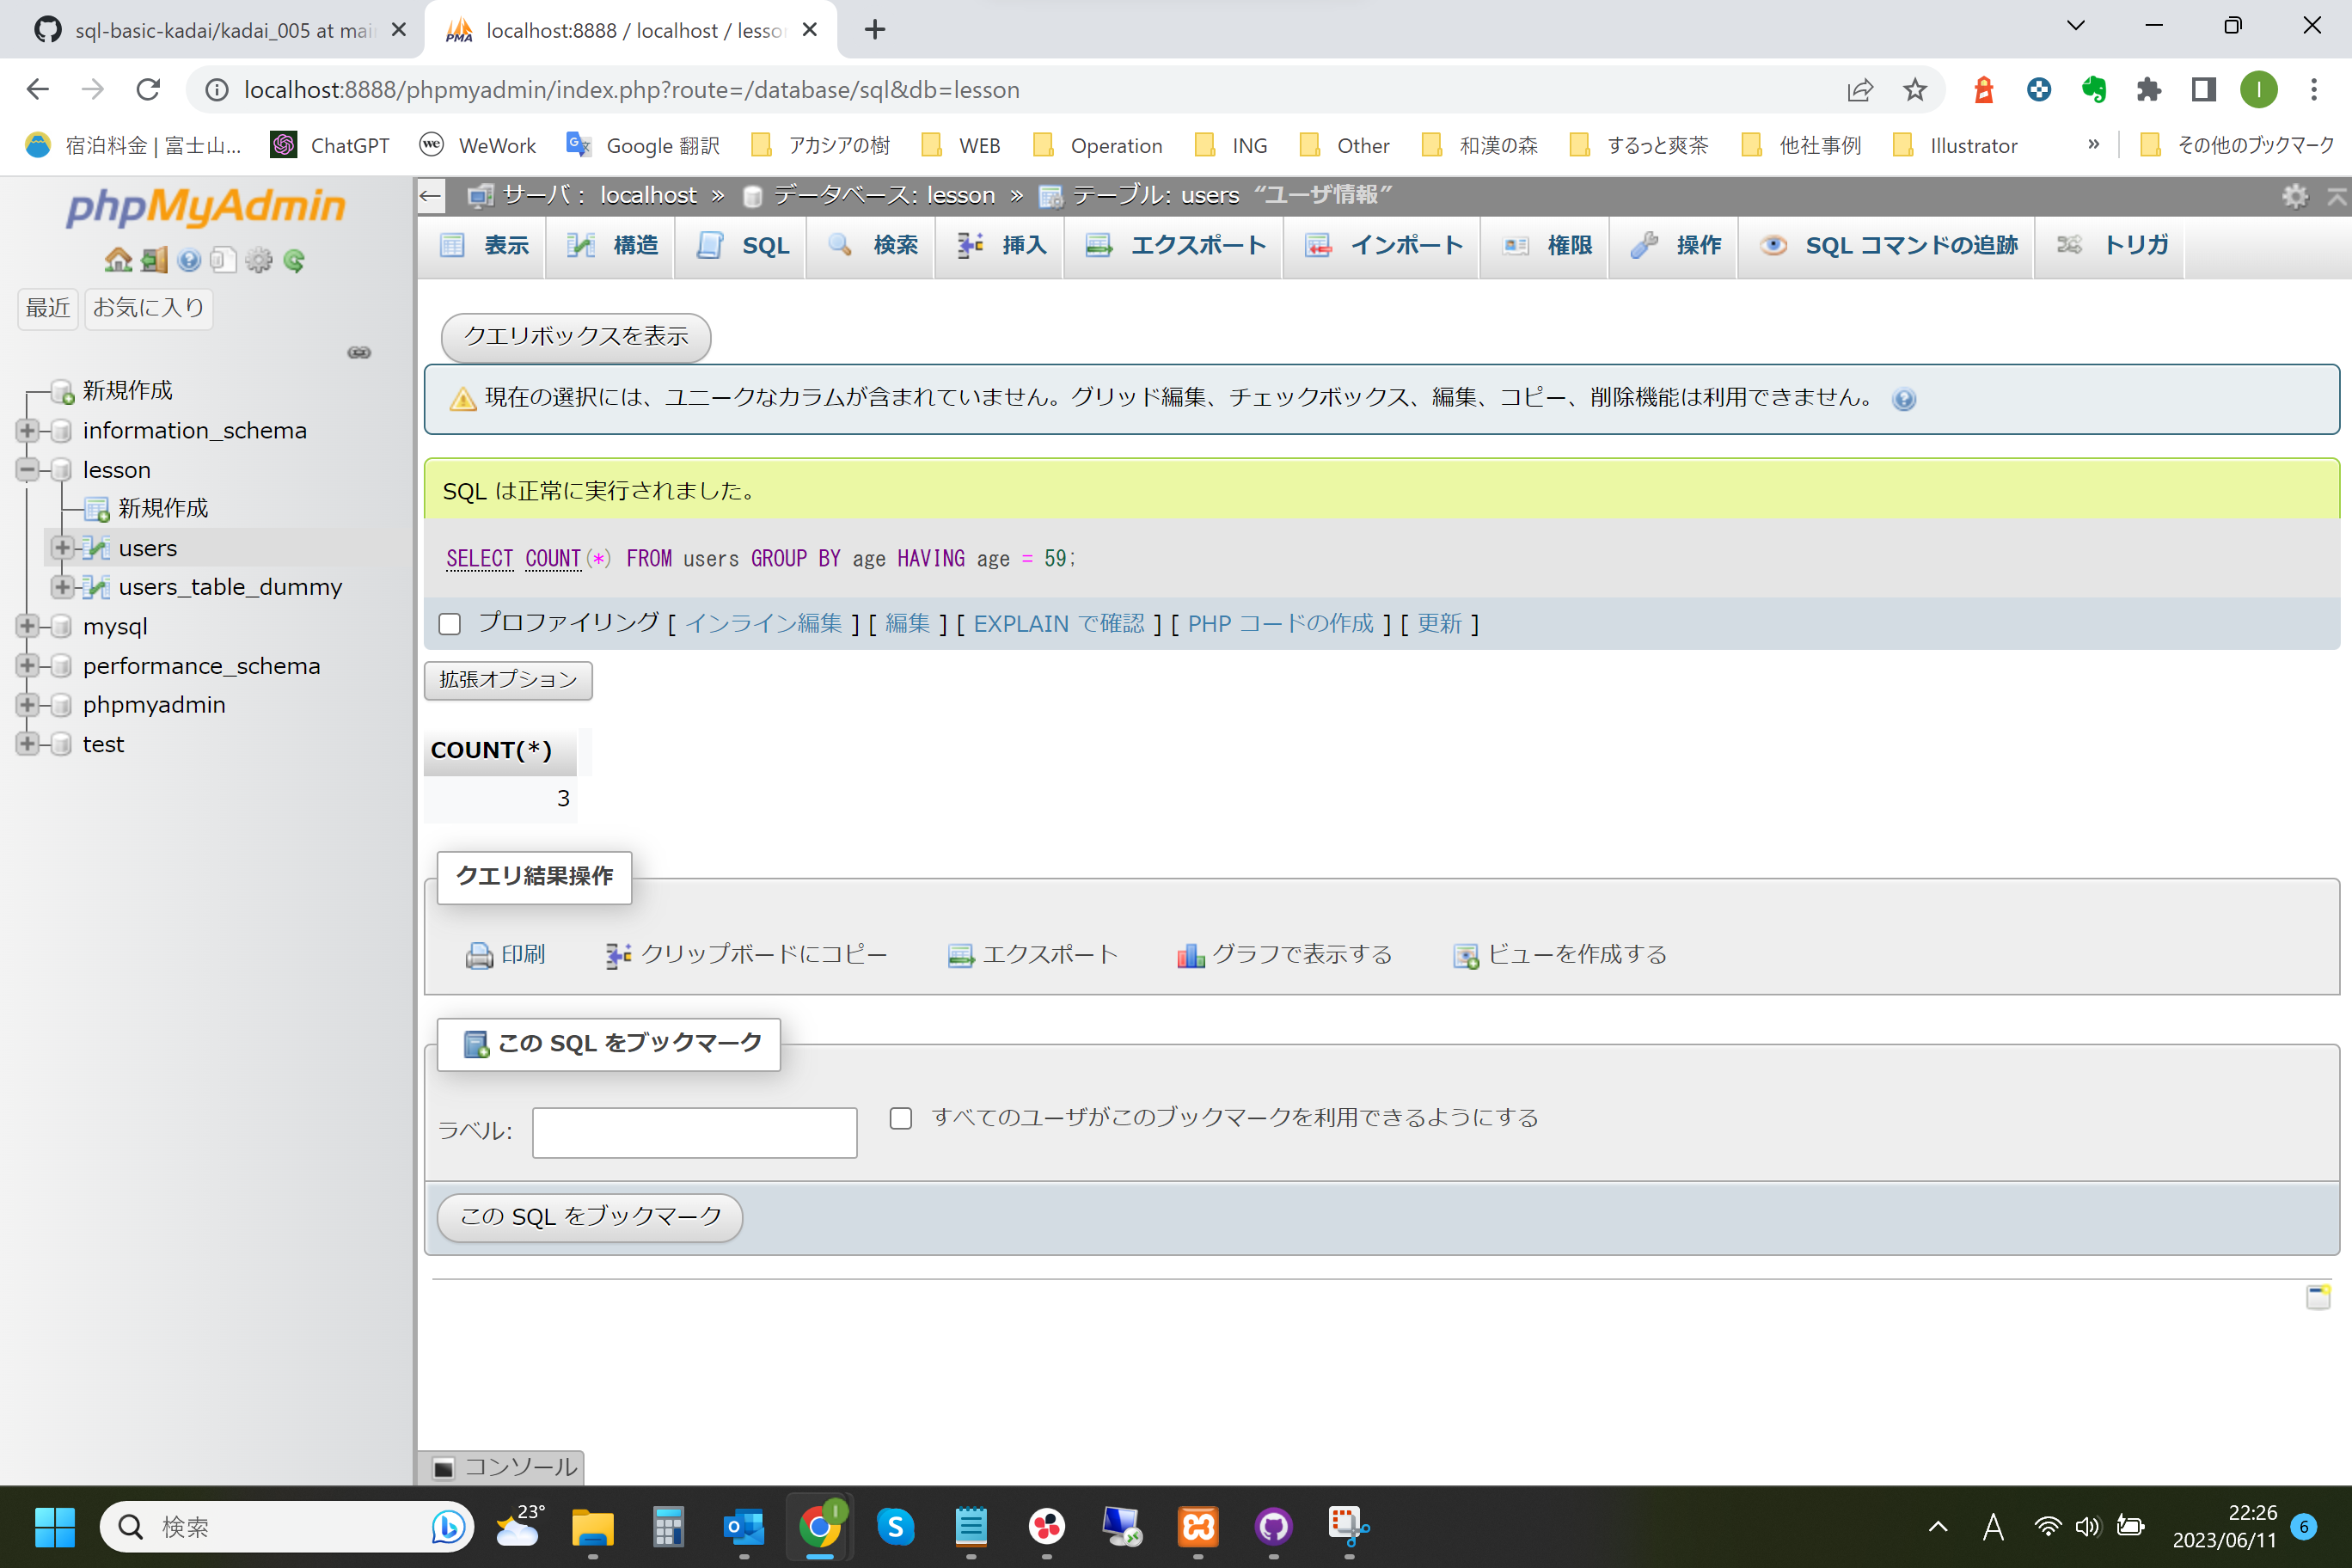 sql-basic-kadai/kadai_005 at mai
localhost:8888 / localhost / lesso
localhost:8888/phpmyadmin/index.php?route=/database/sql&db=lesson
I
宿泊料金 | 富士山...
ChatGPT
WeWork
Google 翻訳
アカシアの樹
WEB
Operation
ING
Other
和漢の森
するっと爽茶
他社事例
Illustrator
»
その他のブックマーク
phpMyAdmin
最近
お気に入り
新規作成
information_schema
lesson
新規作成
users
users_table_dummy
mysql
performance_schema
phpmyadmin
test
サーバ: localhost » データベース: lesson » テーブル: users “ユーザ情報”
表示
構造
SQL
検索
挿入
エクスポート
インポート
権限
操作
SQL コマンドの追跡
トリガ
クエリボックスを表示
現在の選択には、ユニークなカラムが含まれていません。グリッド編集、チェックボックス、編集、コピー、削除機能は利用できません。
SQL は正常に実行されました。
SELECT COUNT(*) FROM users GROUP BY age HAVING age = 59;
プロファイリング [ インライン編集 ] [ 編集 ] [ EXPLAIN で確認 ] [ PHP コードの作成 ] [ 更新 ]
拡張オプション
COUNT(*)
3
クエリ結果操作
印刷
クリップボードにコピー
エクスポート
グラフで表示する
ビューを作成する
この SQL をブックマーク
ラベル:
すべてのユーザがこのブックマークを利用できるようにする
この SQL をブックマーク
コンソール
検索
23°
A
22:26
2023/06/11
6